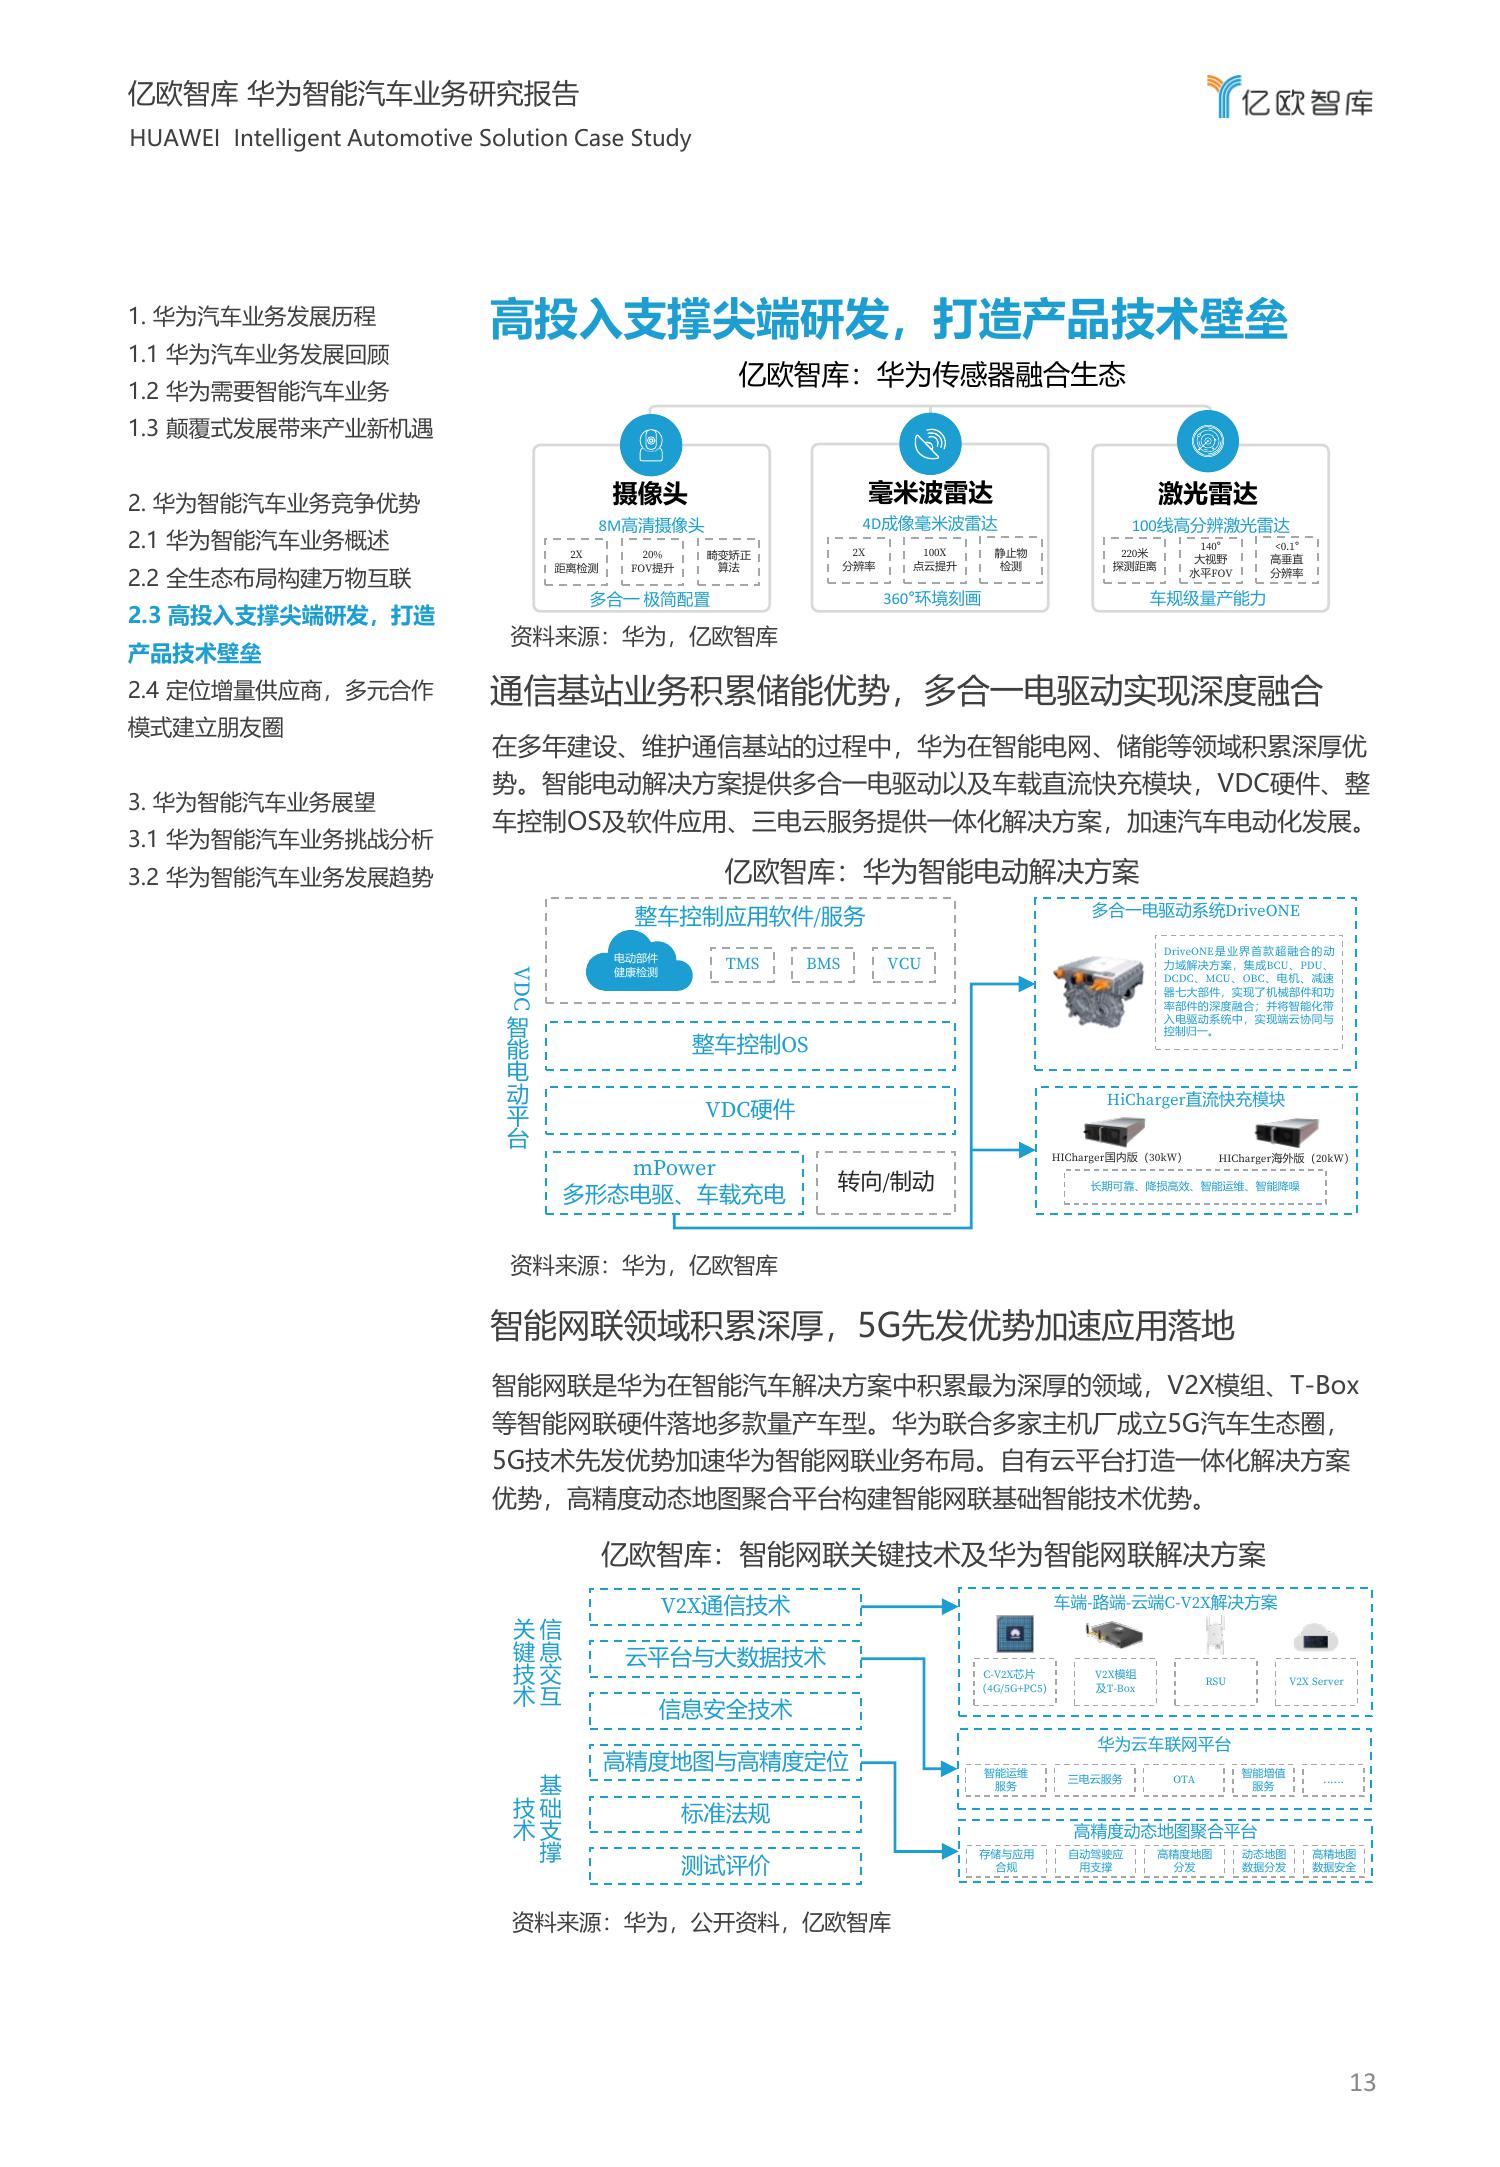 亿欧智库 华为智能汽车业务研究报告
HUAWEI Intelligent Automotive Solution Case Study
亿欧智库
1. 华为汽车业务发展历程
1.1 华为汽车业务发展回顾
1.2 华为需要智能汽车业务
1.3 颠覆式发展带来产业新机遇
2. 华为智能汽车业务竞争优势
2.1 华为智能汽车业务概述
2.2 全生态布局构建万物互联
2.3 高投入支撑尖端研发，打造
产品技术壁垒
2.4 定位增量供应商，多元合作
模式建立朋友圈
3. 华为智能汽车业务展望
3.1 华为智能汽车业务挑战分析
3.2 华为智能汽车业务发展趋势
高投入支撑尖端研发，打造产品技术壁垒
亿欧智库：华为传感器融合生态
摄像头
8M高清摄像头
2X
距离检测
20%
FOV提升
畸变矫正
算法
多合一 极简配置
毫米波雷达
4D成像毫米波雷达
2X
分辨率
100X
点云提升
静止物
检测
360°环境刻画
激光雷达
100线高分辨激光雷达
220米
探测距离
140°
大视野
水平FOV
<0.1°
高垂直
分辨率
车规级量产能力
资料来源：华为，亿欧智库
通信基站业务积累储能优势，多合一电驱动实现深度融合
在多年建设、维护通信基站的过程中，华为在智能电网、储能等领域积累深厚优
势。智能电动解决方案提供多合一电驱动以及车载直流快充模块，VDC硬件、整
车控制OS及软件应用、三电云服务提供一体化解决方案，加速汽车电动化发展。
亿欧智库：华为智能电动解决方案
VDC智能电动平台
整车控制应用软件/服务
电动部件
健康检测
TMS
BMS
VCU
整车控制OS
VDC硬件
mPower
多形态电驱、车载充电
转向/制动
多合一电驱动系统DriveONE
DriveONE是业界首款超融合的动
力域解决方案，集成BCU、PDU、
DCDC、MCU、OBC、电机、减速
器七大部件，实现了机械部件和功
率部件的深度融合；并将智能化带
入电驱动系统中，实现端云协同与
控制归一。
HiCharger直流快充模块
HICharger国内版（30kW）
HICharger海外版（20kW）
长期可靠、降损高效、智能运维、智能降噪
资料来源：华为，亿欧智库
智能网联领域积累深厚，5G先发优势加速应用落地
智能网联是华为在智能汽车解决方案中积累最为深厚的领域，V2X模组、T-Box
等智能网联硬件落地多款量产车型。华为联合多家主机厂成立5G汽车生态圈，
5G技术先发优势加速华为智能网联业务布局。自有云平台打造一体化解决方案
优势，高精度动态地图聚合平台构建智能网联基础智能技术优势。
亿欧智库：智能网联关键技术及华为智能网联解决方案
信息交互
关键技术
基础支撑
技术
V2X通信技术
云平台与大数据技术
信息安全技术
高精度地图与高精度定位
标准法规
测试评价
车端-路端-云端C-V2X解决方案
C-V2X芯片
（4G/5G+PC5）
V2X模组
及T-Box
RSU
V2X Server
华为云车联网平台
智能运维
服务
三电云服务
OTA
智能增值
服务
……
高精度动态地图聚合平台
存储与应用
合规
自动驾驶应
用支撑
高精度地图
分发
动态地图
数据分发
高精地图
数据安全
资料来源：华为，公开资料，亿欧智库
13